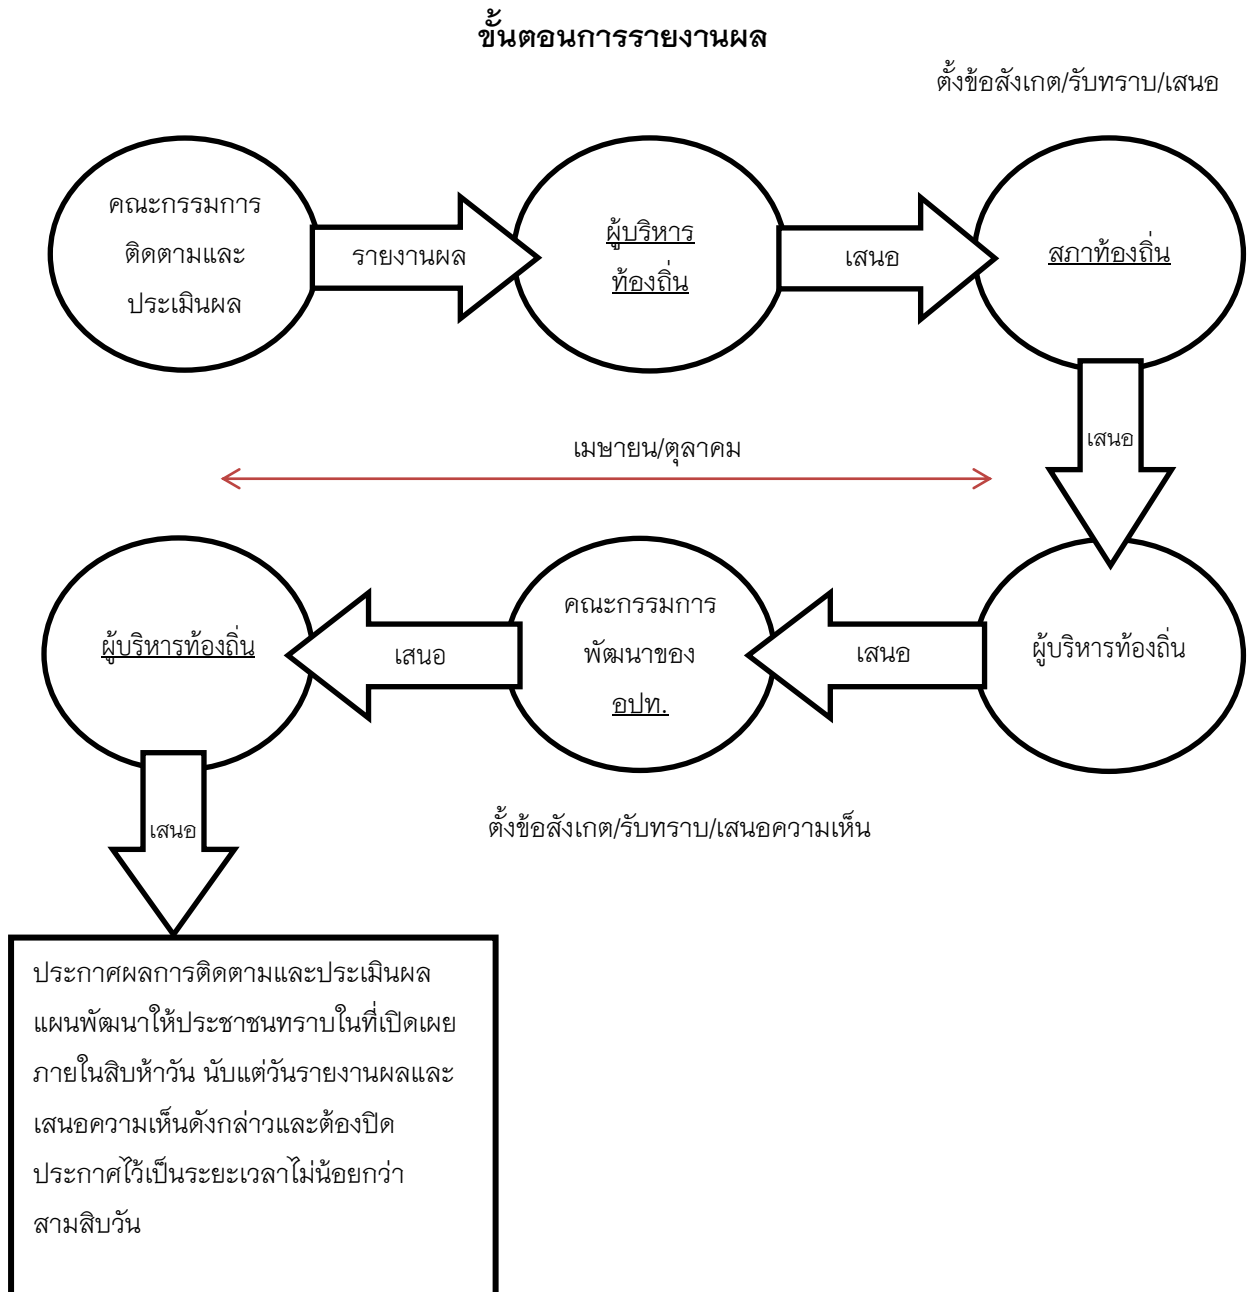 ขั้นตอนการรายงานผล
ตั้งข้อสังเกต/รับทราบ/เสนอ
คณะกรรมการ
ติดตามและ
ประเมินผล
รายงานผล
ผู้บริหาร
ท้องถิ่น
เสนอ
สภาท้องถิ่น
เสนอ
เมษายน/ตุลาคม
ผู้บริหารท้องถิ่น
เสนอ
คณะกรรมการ
พัฒนาของ
อปท.
เสนอ
ผู้บริหารท้องถิ่น
ตั้งข้อสังเกต/รับทราบ/เสนอความเห็น
เสนอ
ประกาศผลการติดตามและประเมินผล
แผนพัฒนาให้ประชาชนทราบในที่เปิดเผย
ภายในสิบห้าวัน นับแต่วันรายงานผลและ
เสนอความเห็นดังกล่าวและต้องปิด
ประกาศไว้เป็นระยะเวลาไม่น้อยกว่า
สามสิบวัน